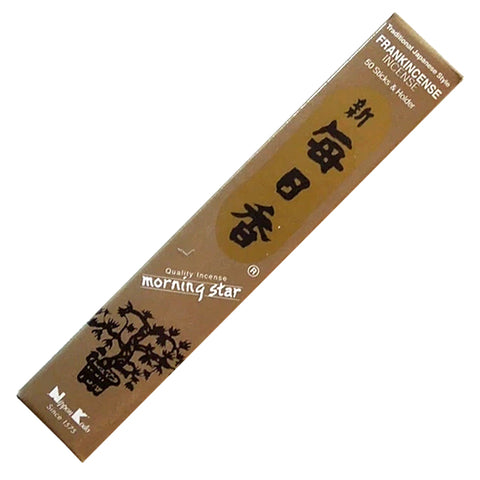 Traditional Japanese Style
FRANKINCENSE
INCENSE
50 Sticks & Holder
新
毎日香
®
Quality Incense
morning star
Nippon Kodo
Since 1575